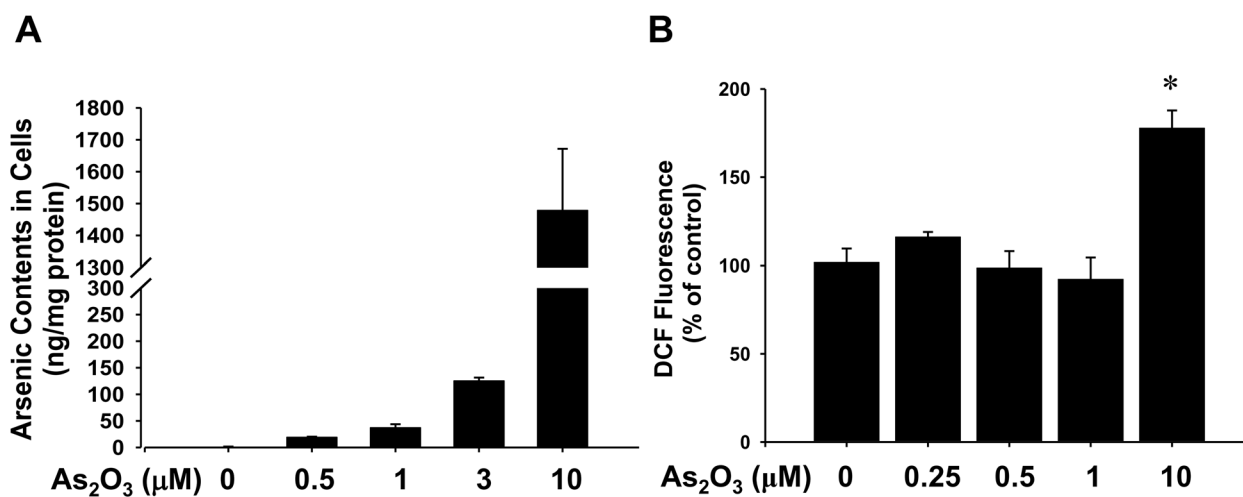 A
Arsenic Contents in Cells
(ng/mg protein)
1800
1700
1600
1500
1400
1300
300
250
200
150
100
50
0
As₂O₃ (μM) 0 0.5 1 3 10
B
DCF Fluorescence
(% of control)
200
150
100
50
0
*
As₂O₃ (μM) 0 0.25 0.5 1 10